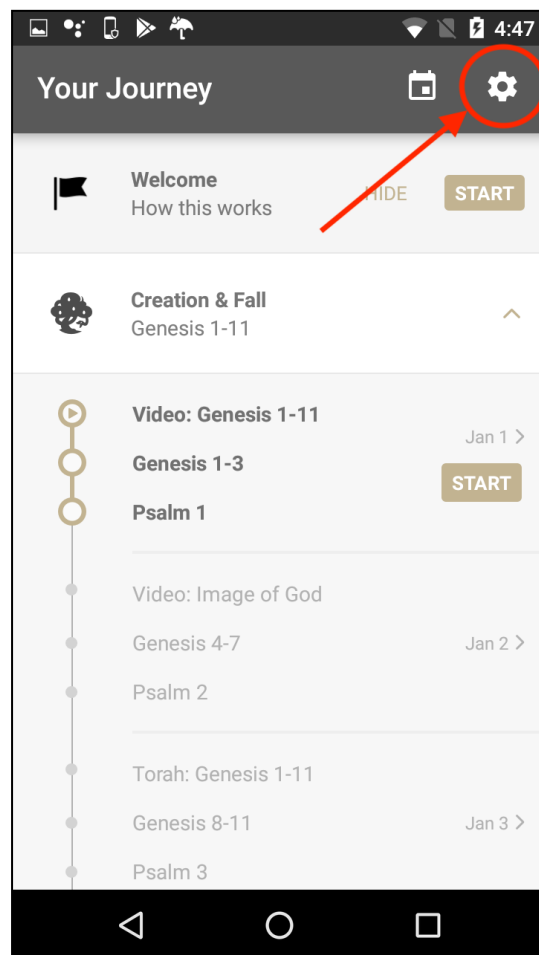 4:47
Your Journey
Welcome
How this works
HIDE
START
Creation & Fall
Genesis 1-11
Video: Genesis 1-11
Jan 1
Genesis 1-3
START
Psalm 1
Video: Image of God
Genesis 4-7
Jan 2
Psalm 2
Torah: Genesis 1-11
Genesis 8-11
Jan 3
Psalm 3